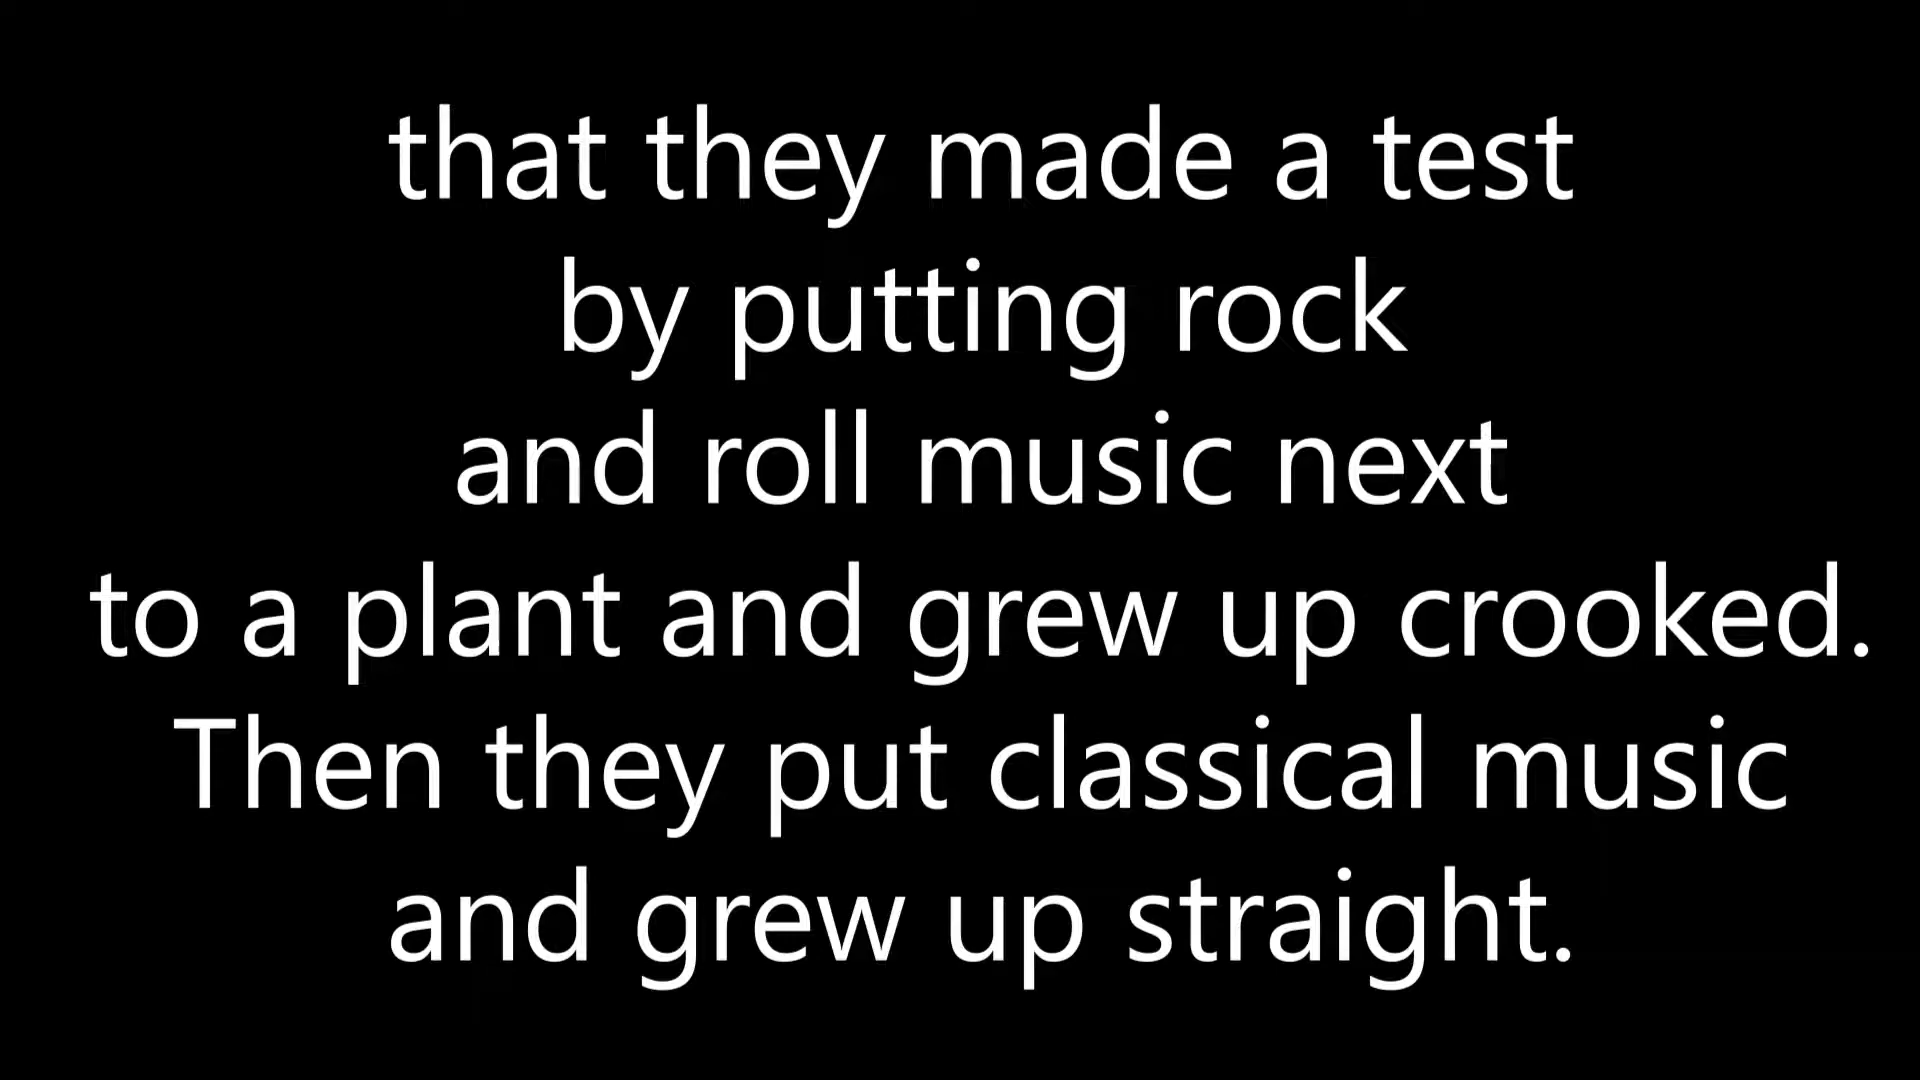 that they made a test
by putting rock
and roll music next
to a plant and grew up crooked.
Then they put classical music
and grew up straight.